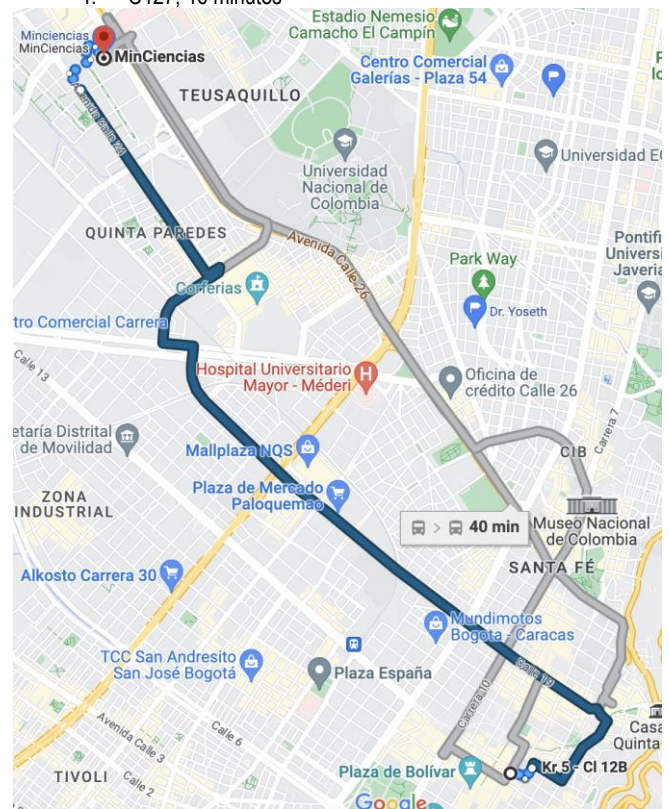 Estadio Nemesio
Camacho El Campín
Minciencias
MinCiencias
MinCiencias
Centro Comercial
Galerías - Plaza 54
TEUSAQUILLO
Universidad
Nacional de
Colombia
Universidad E
QUINTA PAREDES
Avenida Calle 26
Pontifi
Univers
Javeria
Park Way
Dr. Yoseth
Corferias
tro Comercial Carrera
Calle 13
Hospital Universitario
Mayor - Méderi
Oficina de
crédito Calle 26
Carrera 7
etaría Distrital
de Movilidad
Mallplaza NQS
CIB
ZONA
INDUSTRIAL
Plaza de Mercado
Paloquemao
40 min
Museo Nacional
de Colombia
SANTA FÉ
Alkosto Carrera 30
Mundimotos
Bogota - Caracas
TCC San Andresito
San José Bogotá
Plaza España
Calle 19
Carrera 10
Calle 6
Avenida Calle 3
Casa
Quinta
TIVOLI
Plaza de Bolívar
Kr 5 - Cl 12B
Google